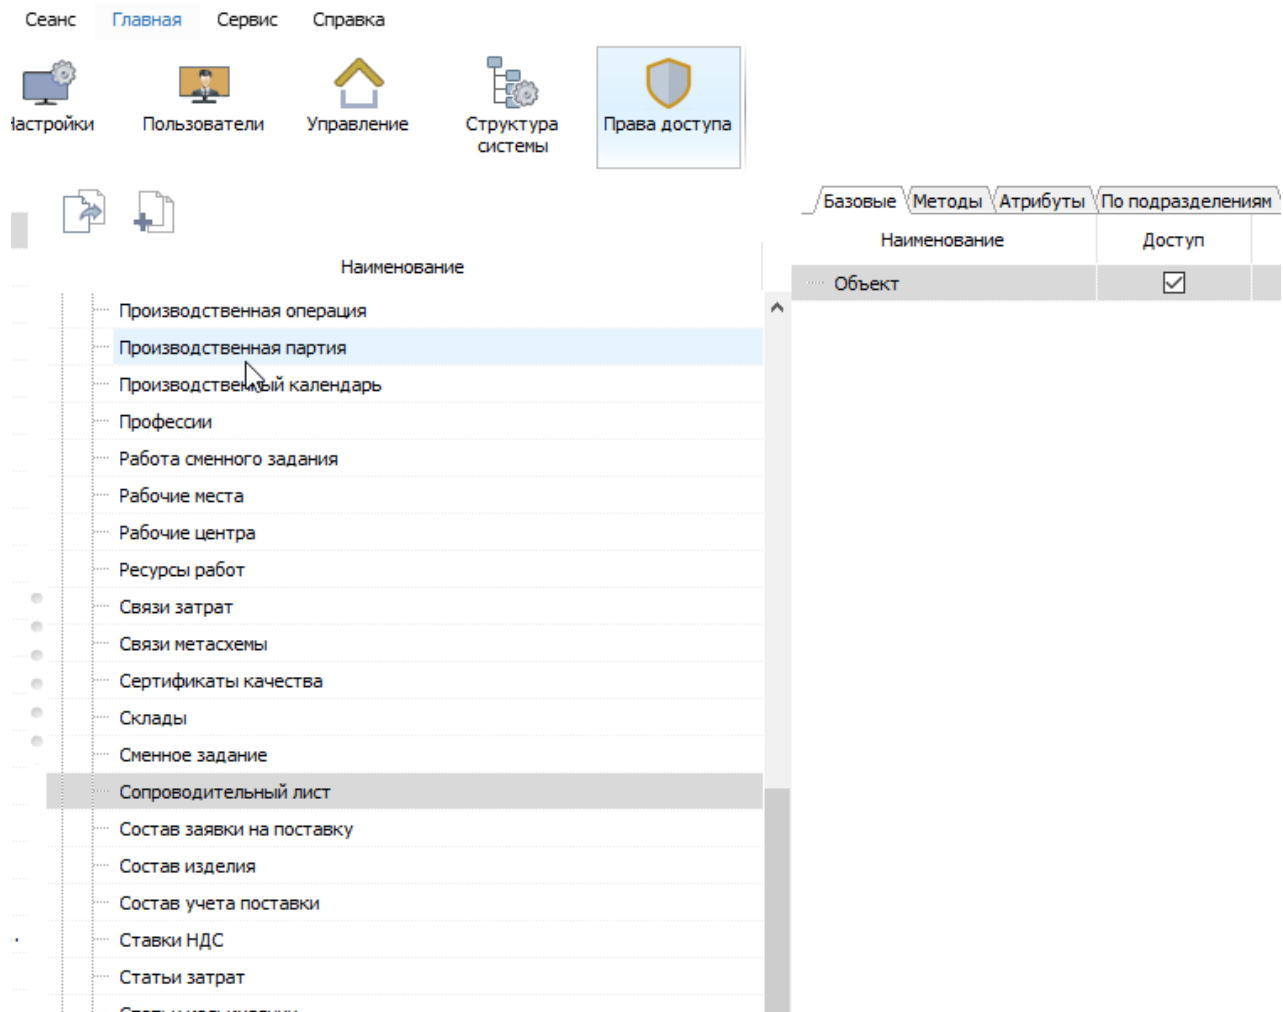 Сеанс Главная Сервис Справка
Пользователи Управление Структура системы Права доступа
Базовые Методы Атрибуты По подразделениям
Наименование Доступ
Наименование
Объект
Производственная операция
Производственная партия
Производственный календарь
Профессии
Работа сменного задания
Рабочие места
Рабочие центра
Ресурсы работ
Связи затрат
Связи метасхемы
Сертификаты качества
Склады
Сменное задание
Сопроводительный лист
Состав заявки на поставку
Состав изделия
Состав учета поставки
Ставки НДС
Статьи затрат